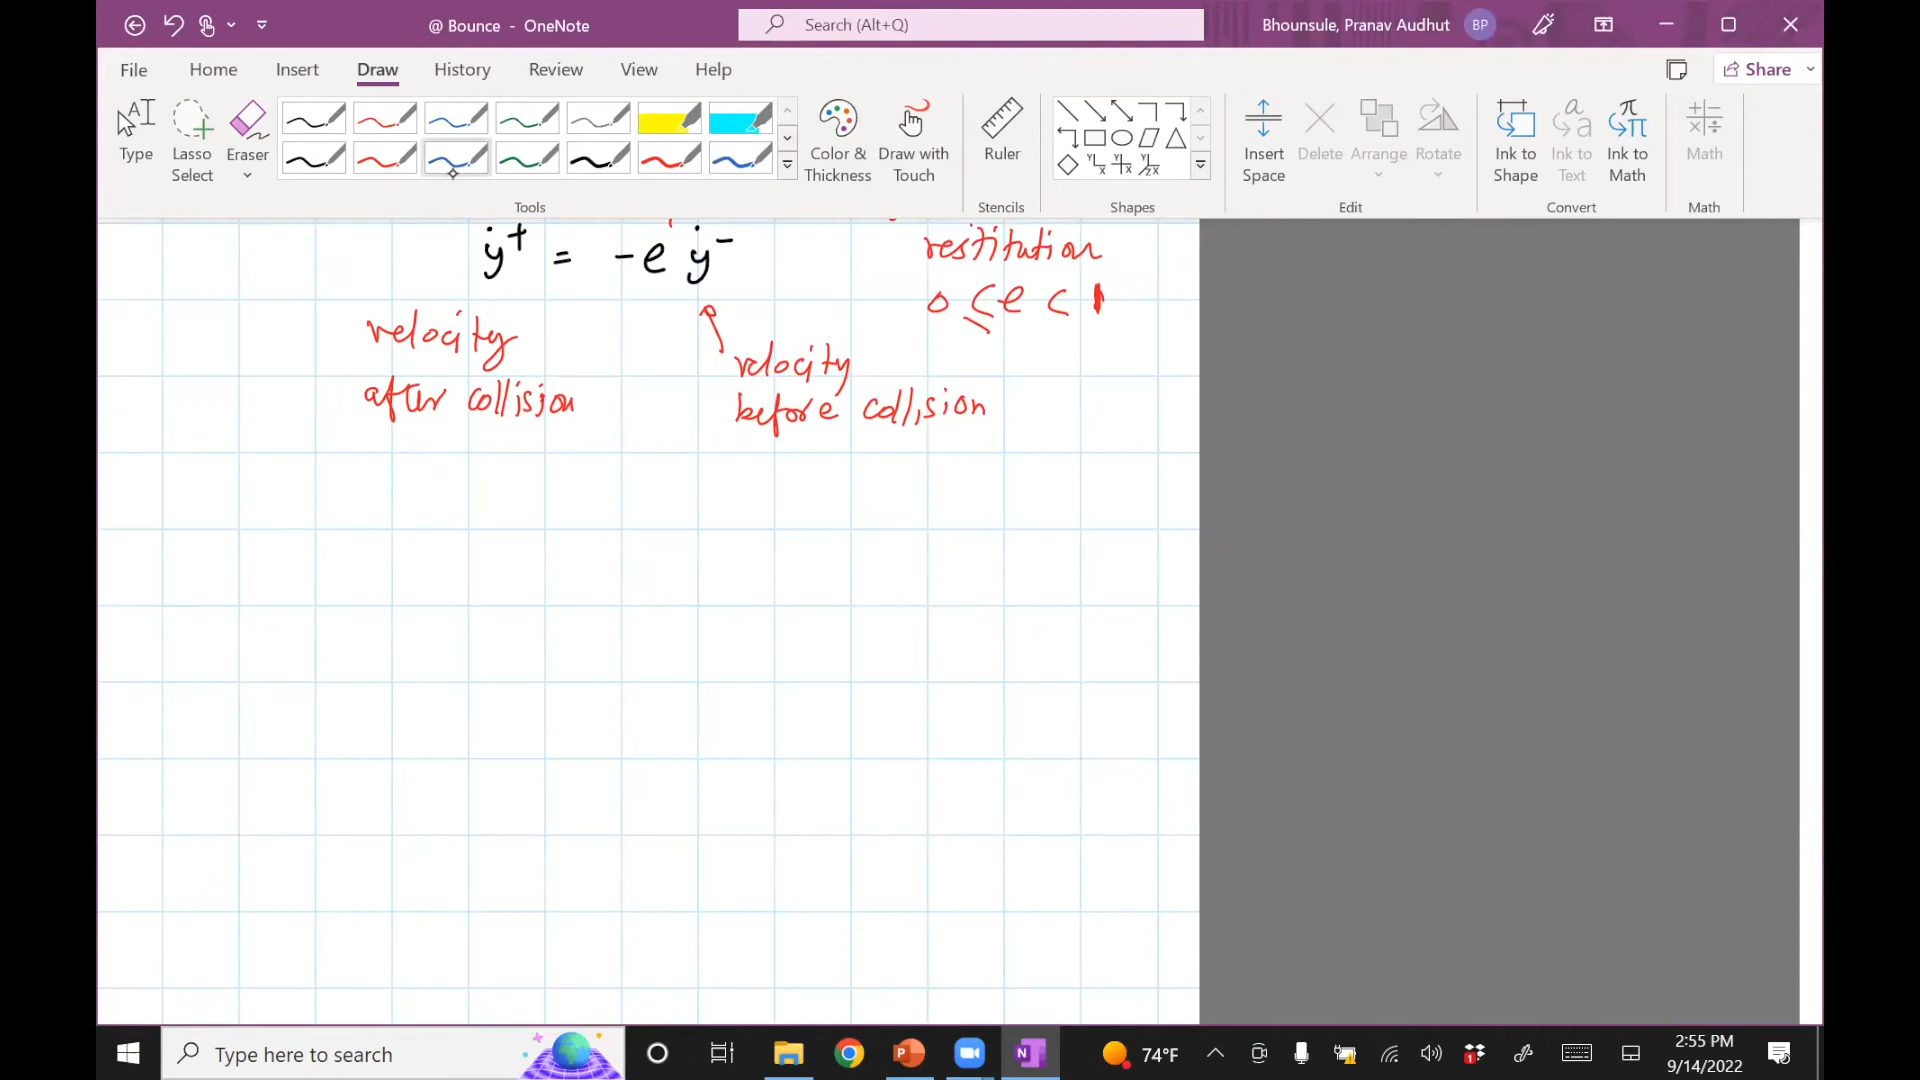 @ Bounce - OneNote
Search (Alt+Q)
Bhounsule, Pranav Audhut
BP
File Home Insert Draw History Review View Help
Share
Type
Lasso Select
Eraser
Color & Thickness
Draw with Touch
Ruler
Insert Space
Delete
Arrange
Rotate
Ink to Shape
Ink to Text
Ink to Math
Math
Tools
Stencils
Shapes
Edit
Convert
Math
ẏ⁺ = -e ẏ⁻
restitution
0 ≤ e < 1
velocity
after collision
velocity
before collision
Type here to search
74°F
2:55 PM
9/14/2022